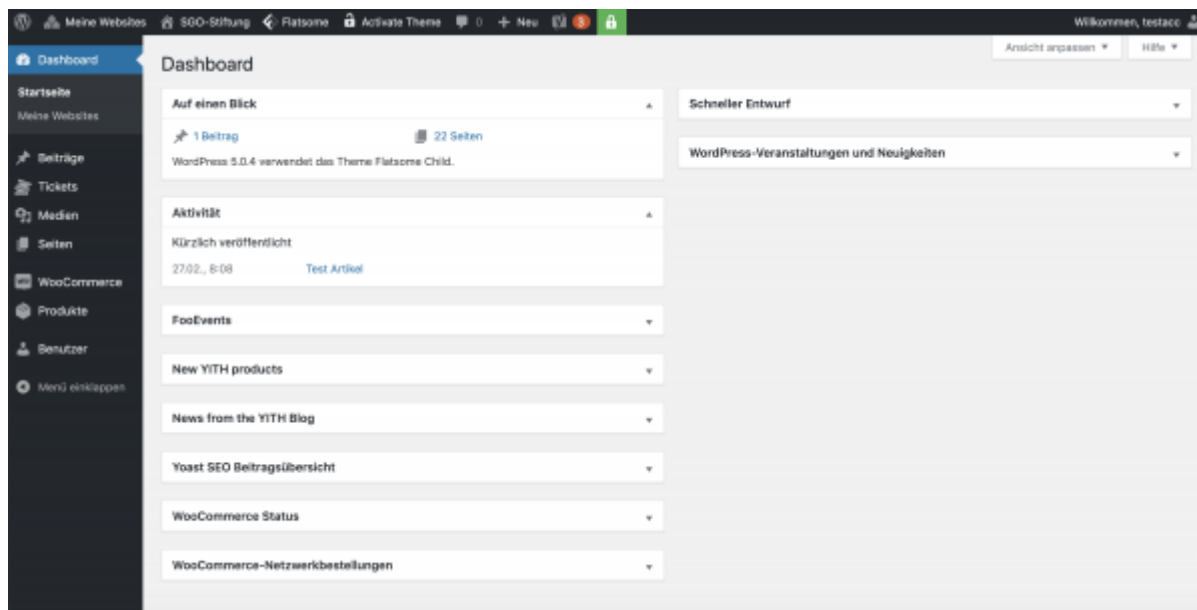 Meine Websites SGO-Stiftung Flatsome Activate Theme 0 + Neu 3 Willkommen, testacc
Ansicht anpassen ▼ Hilfe ▼
Dashboard
Startseite
Meine Websites
Beiträge
Tickets
Medien
Seiten
WooCommerce
Produkte
Benutzer
Menü einklappen
Dashboard
Auf einen Blick
1 Beitrag 22 Seiten
WordPress 5.0.4 verwendet das Theme Flatsome Child.
Aktivität
Kürzlich veröffentlicht
27.02., 8:08 Test Artikel
FooEvents
New YITH products
News from the YITH Blog
Yoast SEO Beitragsübersicht
WooCommerce Status
WooCommerce-Netzwerkbestellungen
Schneller Entwurf
WordPress-Veranstaltungen und Neuigkeiten